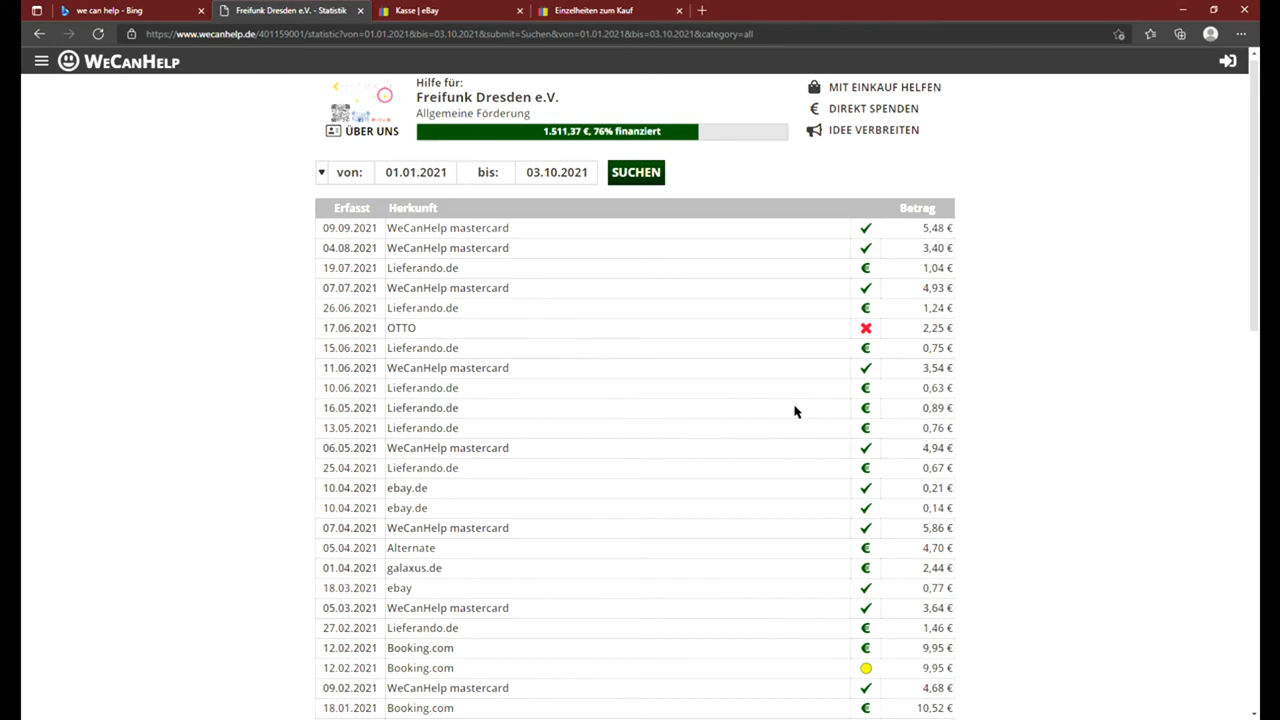 we can help - Bing
Freifunk Dresden e.V. - Statistik
Kasse | eBay
Einzelheiten zum Kauf
https://www.wecanhelp.de/401159001/statistic?von=01.01.2021&bis=03.10.2021&submit=Suchen&von=01.01.2021&bis=03.10.2021&category=all
WECANHELP
Hilfe für:
Freifunk Dresden e.V.
Allgemeine Förderung
ÜBER UNS
1.511,37 €, 76% finanziert
MIT EINKAUF HELFEN
DIREKT SPENDEN
IDEE VERBREITEN
von: 01.01.2021 bis: 03.10.2021 SUCHEN
Erfasst Herkunft Betrag
09.09.2021 WeCanHelp mastercard 5,48 €
04.08.2021 WeCanHelp mastercard 3,40 €
19.07.2021 Lieferando.de 1,04 €
07.07.2021 WeCanHelp mastercard 4,93 €
26.06.2021 Lieferando.de 1,24 €
17.06.2021 OTTO 2,25 €
15.06.2021 Lieferando.de 0,75 €
11.06.2021 WeCanHelp mastercard 3,54 €
10.06.2021 Lieferando.de 0,63 €
16.05.2021 Lieferando.de 0,89 €
13.05.2021 Lieferando.de 0,76 €
06.05.2021 WeCanHelp mastercard 4,94 €
25.04.2021 Lieferando.de 0,67 €
10.04.2021 ebay.de 0,21 €
10.04.2021 ebay.de 0,14 €
07.04.2021 WeCanHelp mastercard 5,86 €
05.04.2021 Alternate 4,70 €
01.04.2021 galaxus.de 2,44 €
18.03.2021 ebay 0,77 €
05.03.2021 WeCanHelp mastercard 3,64 €
27.02.2021 Lieferando.de 1,46 €
12.02.2021 Booking.com 9,95 €
12.02.2021 Booking.com 9,95 €
09.02.2021 WeCanHelp mastercard 4,68 €
18.01.2021 Booking.com 10,52 €